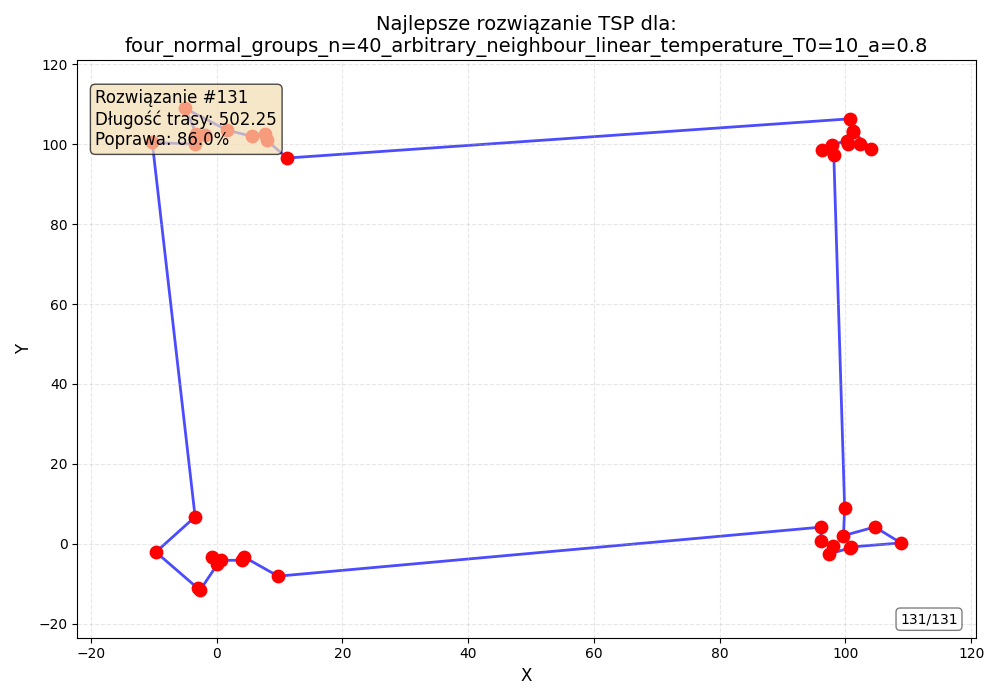 Najlepsze rozwiązanie TSP dla:
four_normal_groups_n=40_arbitrary_neighbour_linear_temperature_T0=10_a=0.8
Rozwiązanie #131
Długość trasy: 502.25
Poprawa: 86.0%
120
100
80
60
40
20
0
−20
Y
−20
0
20
40
60
80
100
120
X
131/131